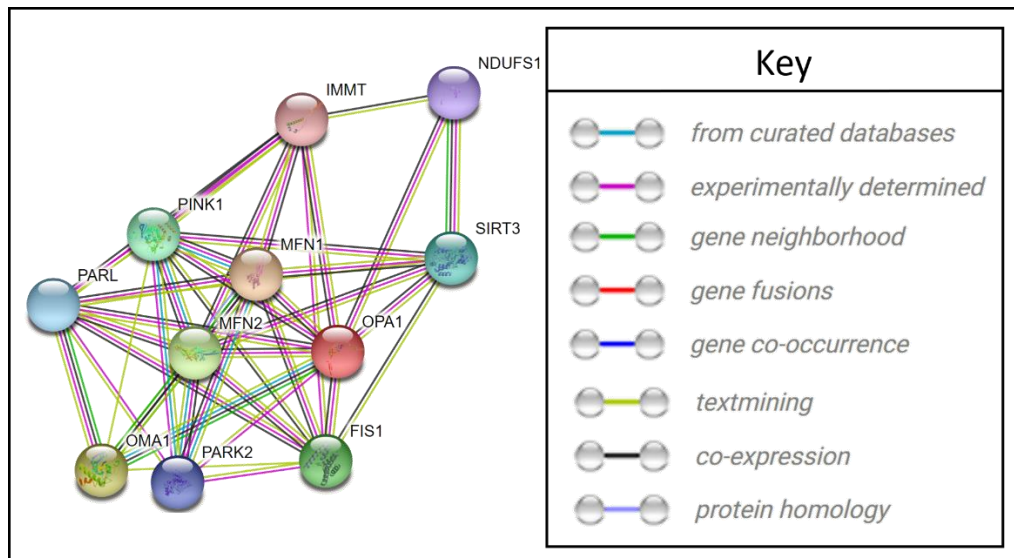 NDUFS1
IMMT
PINK1
MFN1
SIRT3
PARL
MFN2
OPA1
OMA1
PARK2
FIS1
Key
from curated databases
experimentally determined
gene neighborhood
gene fusions
gene co-occurrence
textmining
co-expression
protein homology